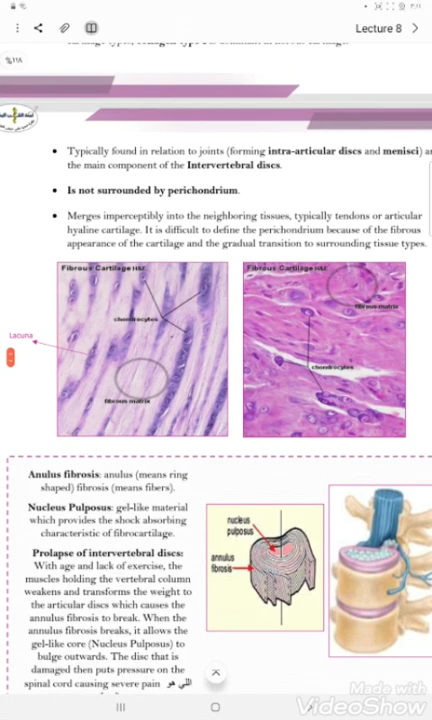 Lecture 8
%١١٨
• Typically found in relation to joints (forming intra-articular discs and menisci)
the main component of the Intervertebral discs.
• Is not surrounded by perichondrium.
• Merges imperceptibly into the neighboring tissues, typically tendons or articular
hyaline cartilage. It is difficult to define the perichondrium because of the fibrous
appearance of the cartilage and the gradual transition to surrounding tissue types.
Fibrous Cartilage H&E
chondrocytes
fibrous matrix
Lacuna
Fibrous Cartilage H&E
fibrous matrix
chondrocytes
Anulus fibrosis: anulus (means ring
shaped) fibrosis (means fibers).
Nucleus Pulposus: gel-like material
which provides the shock absorbing
characteristic of fibrocartilage.
Prolapse of intervertebral discs:
With age and lack of exercise, the
muscles holding the vertebral column
weakens and transforms the weight to
the articular discs which causes the
annulus fibrosis to break. When the
annulus fibrosis breaks, it allows the
gel-like core (Nucleus Pulposus) to
bulge outwards. The disc that is
damaged then puts pressure on the
spinal cord causing severe pain اللي هو
nucleus
pulposus
annulus
fibrosis
Made with
VideoShow